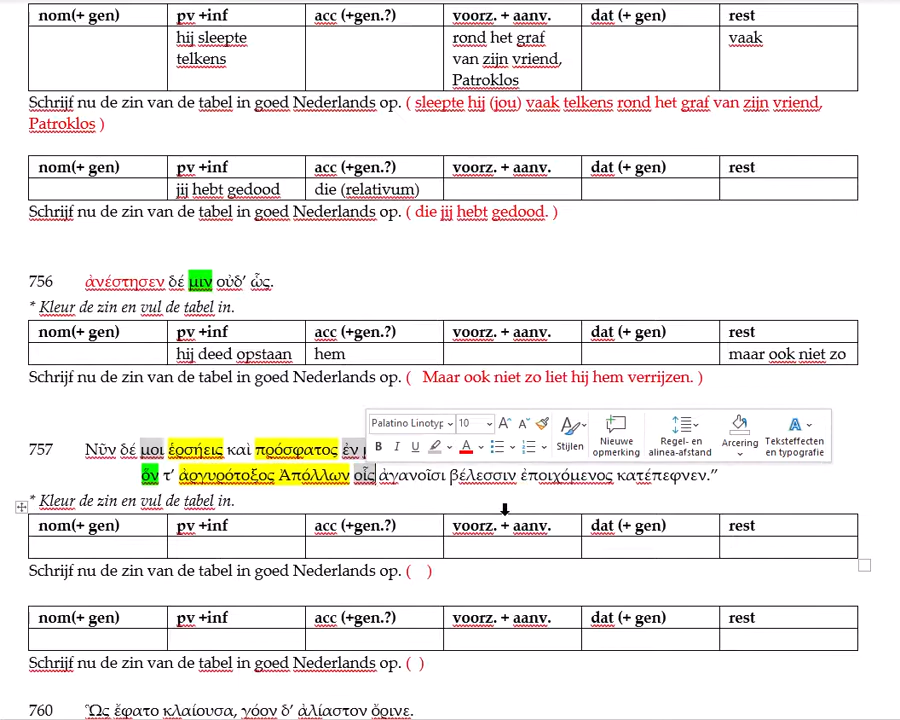 nom(+ gen) pv +inf acc (+gen.?) voorz. + aanv. dat (+ gen) rest
hij sleepte rond het graf vaak
telkens van zijn vriend,
Patroklos
Schrijf nu de zin van de tabel in goed Nederlands op. ( sleepte hij (jou) vaak telkens rond het graf van zijn vriend,
Patroklos )
nom(+ gen) pv +inf acc (+gen.?) voorz. + aanv. dat (+ gen) rest
jij hebt gedood die (relativum)
Schrijf nu de zin van de tabel in goed Nederlands op. ( die jij hebt gedood. )
756 ἀνέστησεν δέ μιν οὐδ’ ὧς.
* Kleur de zin en vul de tabel in.
nom(+ gen) pv +inf acc (+gen.?) voorz. + aanv. dat (+ gen) rest
hij deed opstaan hem maar ook niet zo
Schrijf nu de zin van de tabel in goed Nederlands op. ( Maar ook niet zo liet hij hem verrijzen. )
Palatino Linotyp 10
B I U
Stijlen
Nieuwe opmerking
Regel- en alinea-afstand
Arcering
Teksteffecten en typografie
757 Νῦν δέ μοι ἑρσήεις καὶ πρόσφατος ἐν
ὅν τ’ ἀργυρότοξος Ἀπόλλων οἷς ἀγανοῖσι βέλεσσιν ἐποιχόμενος κατέπεφνεν.”
* Kleur de zin en vul de tabel in.
nom(+ gen) pv +inf acc (+gen.?) voorz. + aanv. dat (+ gen) rest
Schrijf nu de zin van de tabel in goed Nederlands op. ( )
nom(+ gen) pv +inf acc (+gen.?) voorz. + aanv. dat (+ gen) rest
Schrijf nu de zin van de tabel in goed Nederlands op. ( )
760 Ὣς ἔφατο κλαίουσα, γόον δ’ ἀλίαστον ὄρινε.